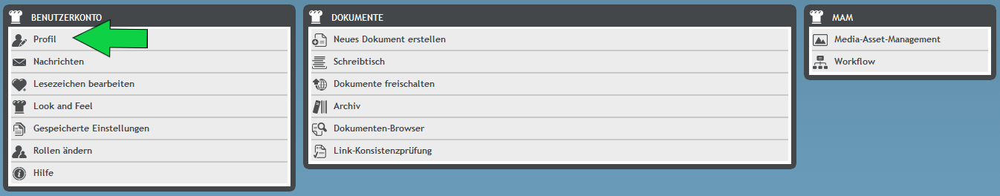 BENUTZERKONTO
Profil
Nachrichten
Lesezeichen bearbeiten
Look and Feel
Gespeicherte Einstellungen
Rollen ändern
Hilfe
DOKUMENTE
Neues Dokument erstellen
Schreibtisch
Dokumente freischalten
Archiv
Dokumenten-Browser
Link-Konsistenzprüfung
MAM
Media-Asset-Management
Workflow